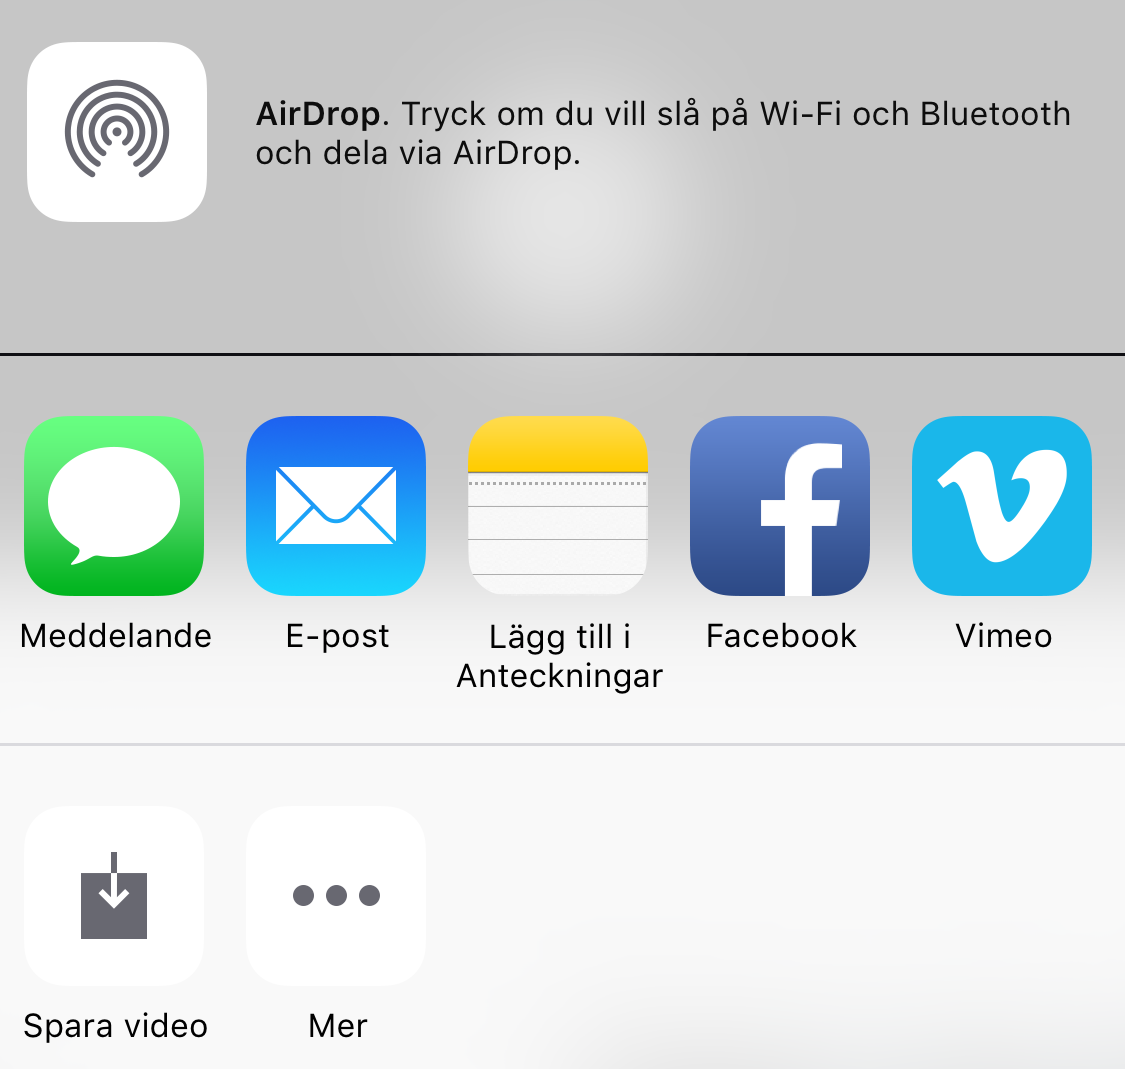 AirDrop. Tryck om du vill slå på Wi-Fi och Bluetooth
och dela via AirDrop.
Meddelande
E-post
Lägg till i
Anteckningar
Facebook
Vimeo
Spara video
Mer